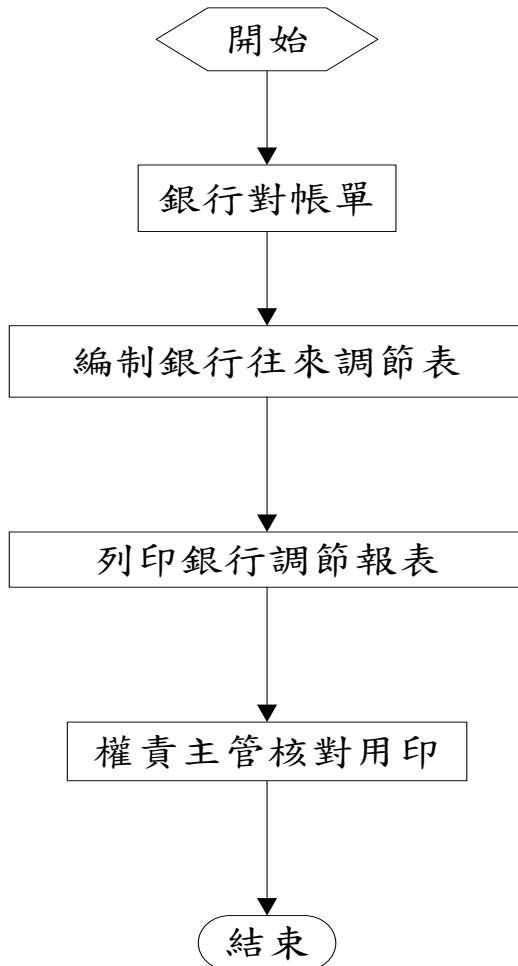 開始
銀行對帳單
編制銀行往來調節表
列印銀行調節報表
權責主管核對用印
結束